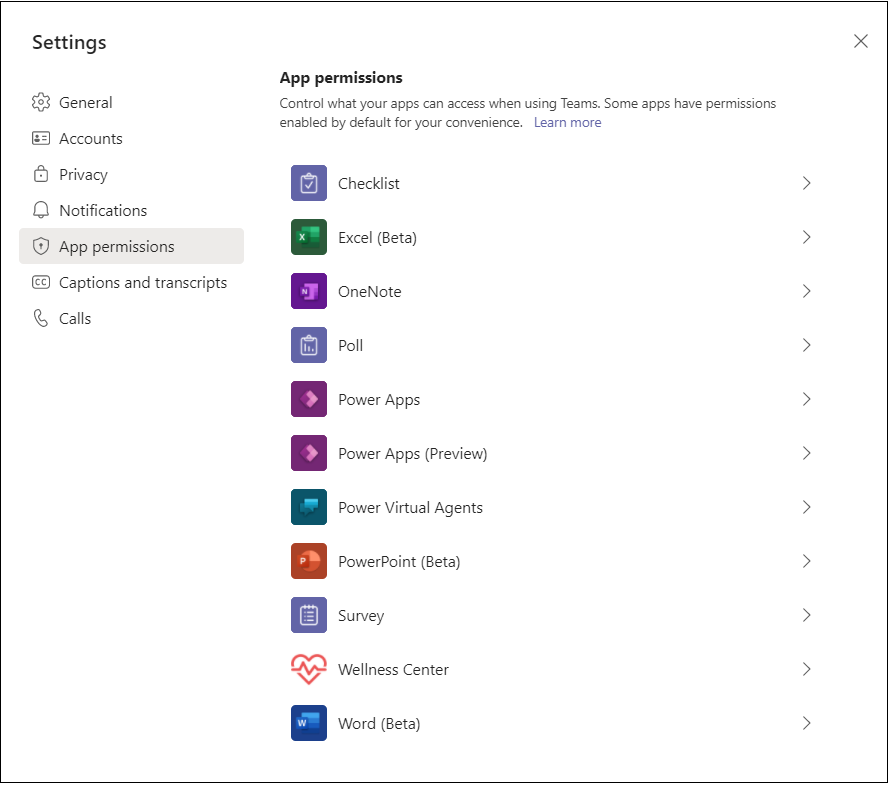 Settings
General
Accounts
Privacy
Notifications
App permissions
CC Captions and transcripts
Calls
App permissions
Control what your apps can access when using Teams. Some apps have permissions
enabled by default for your convenience. Learn more
Checklist
X Excel (Beta)
N OneNote
Poll
Power Apps
Power Apps (Preview)
Power Virtual Agents
P PowerPoint (Beta)
Survey
Wellness Center
W Word (Beta)